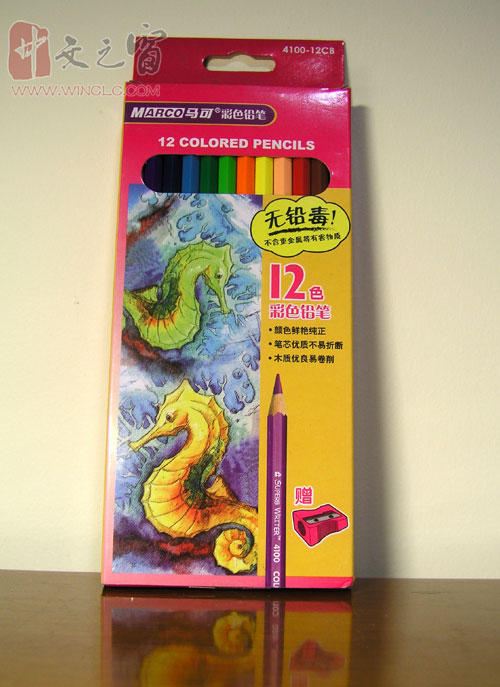 文之窗
WWW.WINCLC.COM
4100-12CB
MARCO马可®彩色铅笔
12 COLORED PENCILS
无铅毒!
不含重金属等有害物质
12色
彩色铅笔
•颜色鲜艳纯正
•笔芯优质不易折断
•木质优良易卷削
SUPERB WRITER™ 4100 COL
赠